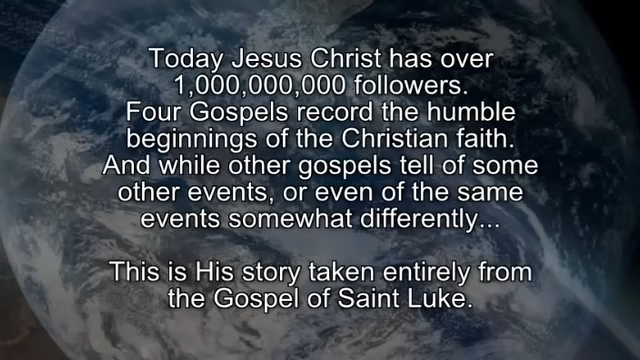 Today Jesus Christ has over
1,000,000,000 followers.
Four Gospels record the humble
beginnings of the Christian faith.
And while other gospels tell of some
other events, or even of the same
events somewhat differently...
This is His story taken entirely from
the Gospel of Saint Luke.